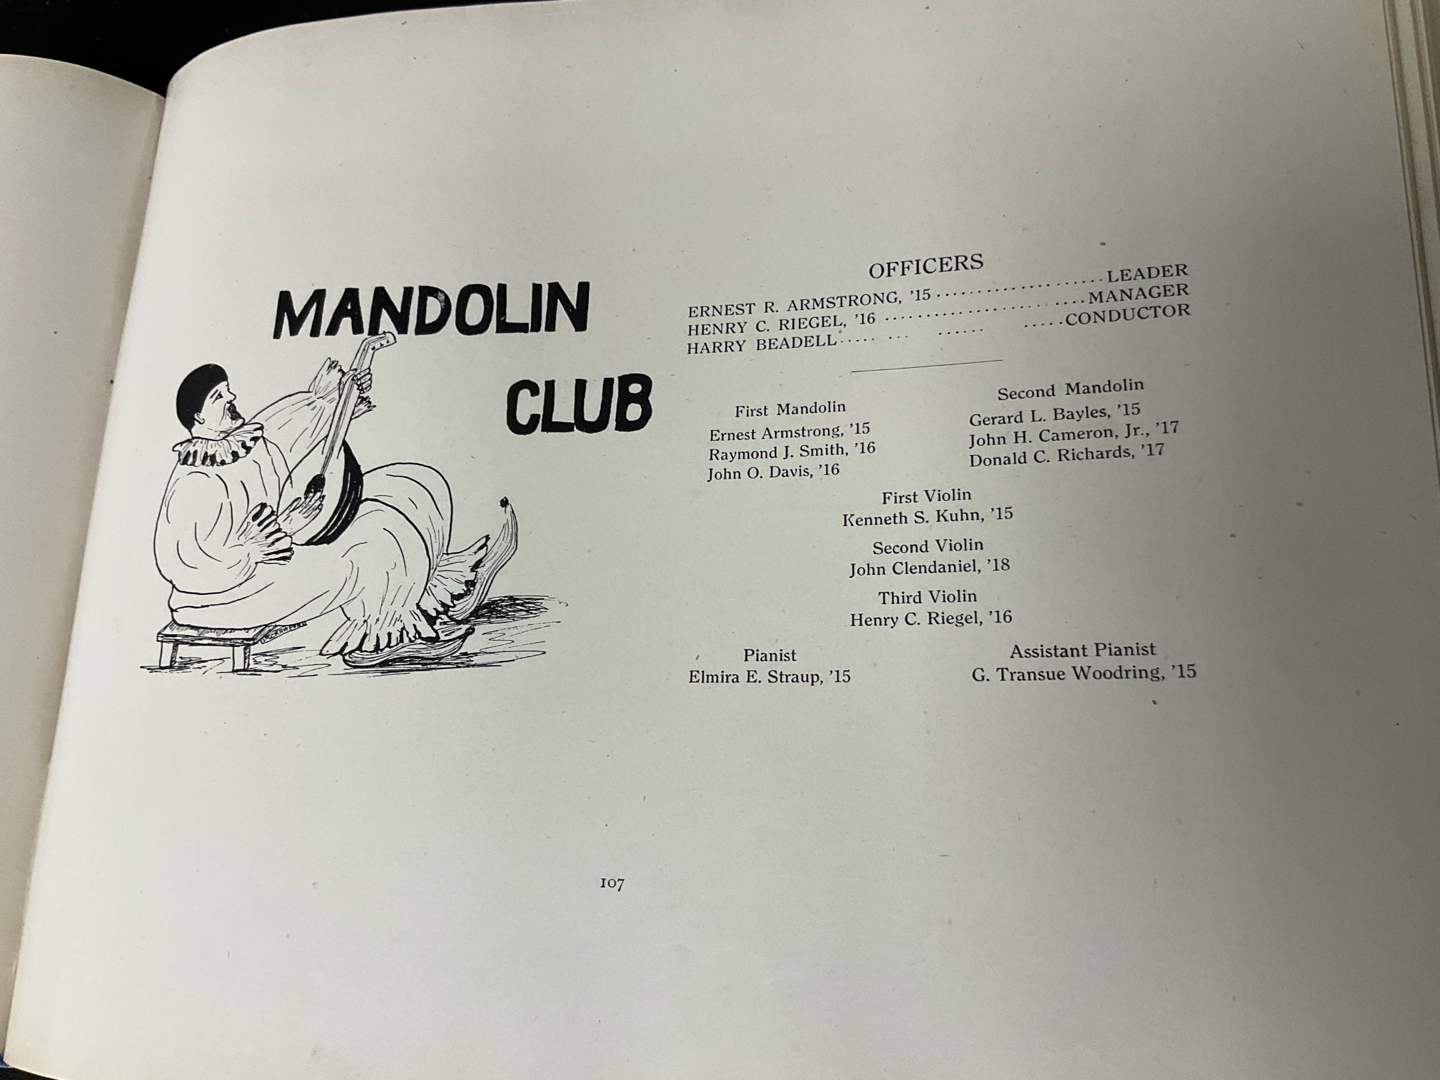 MANDOLIN
CLUB
OFFICERS
ERNEST R. ARMSTRONG, '15 .................... LEADER
HENRY C. RIEGEL, '16 .................... MANAGER
HARRY BEADELL..... ... ...... .....CONDUCTOR
First Mandolin
Ernest Armstrong, '15
Raymond J. Smith, '16
John O. Davis, '16
Second Mandolin
Gerard L. Bayles, '15
John H. Cameron, Jr., '17
Donald C. Richards, '17
First Violin
Kenneth S. Kuhn, '15
Second Violin
John Clendaniel, '18
Third Violin
Henry C. Riegel, '16
Pianist
Elmira E. Straup, '15
Assistant Pianist
G. Transue Woodring, '15
107